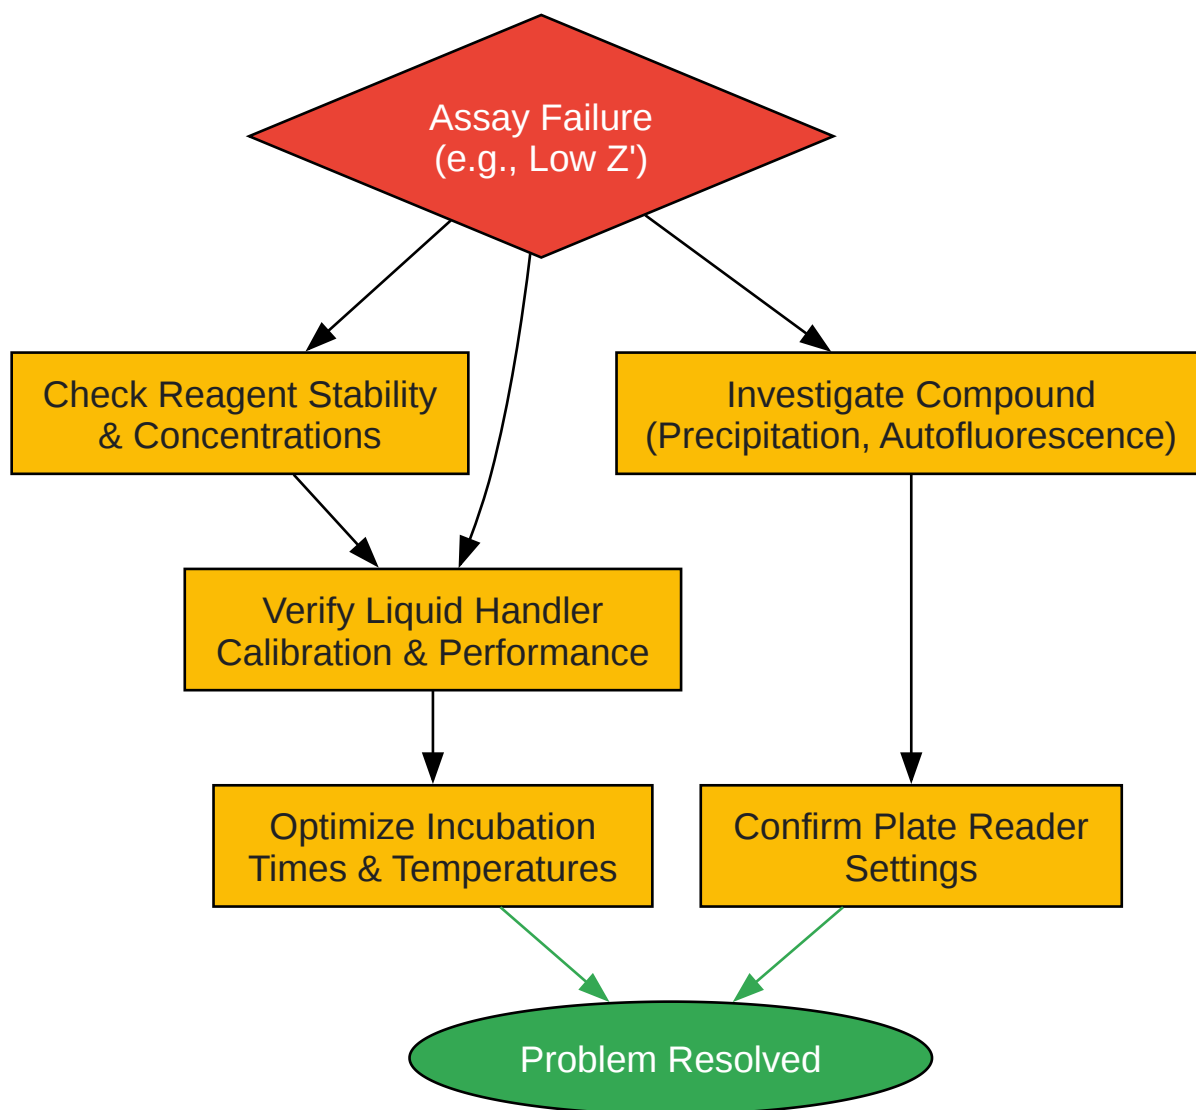 Assay Failure
(e.g., Low Z')
Check Reagent Stability
& Concentrations
Investigate Compound
(Precipitation, Autofluorescence)
Verify Liquid Handler
Calibration & Performance
Optimize Incubation
Times & Temperatures
Confirm Plate Reader
Settings
Problem Resolved